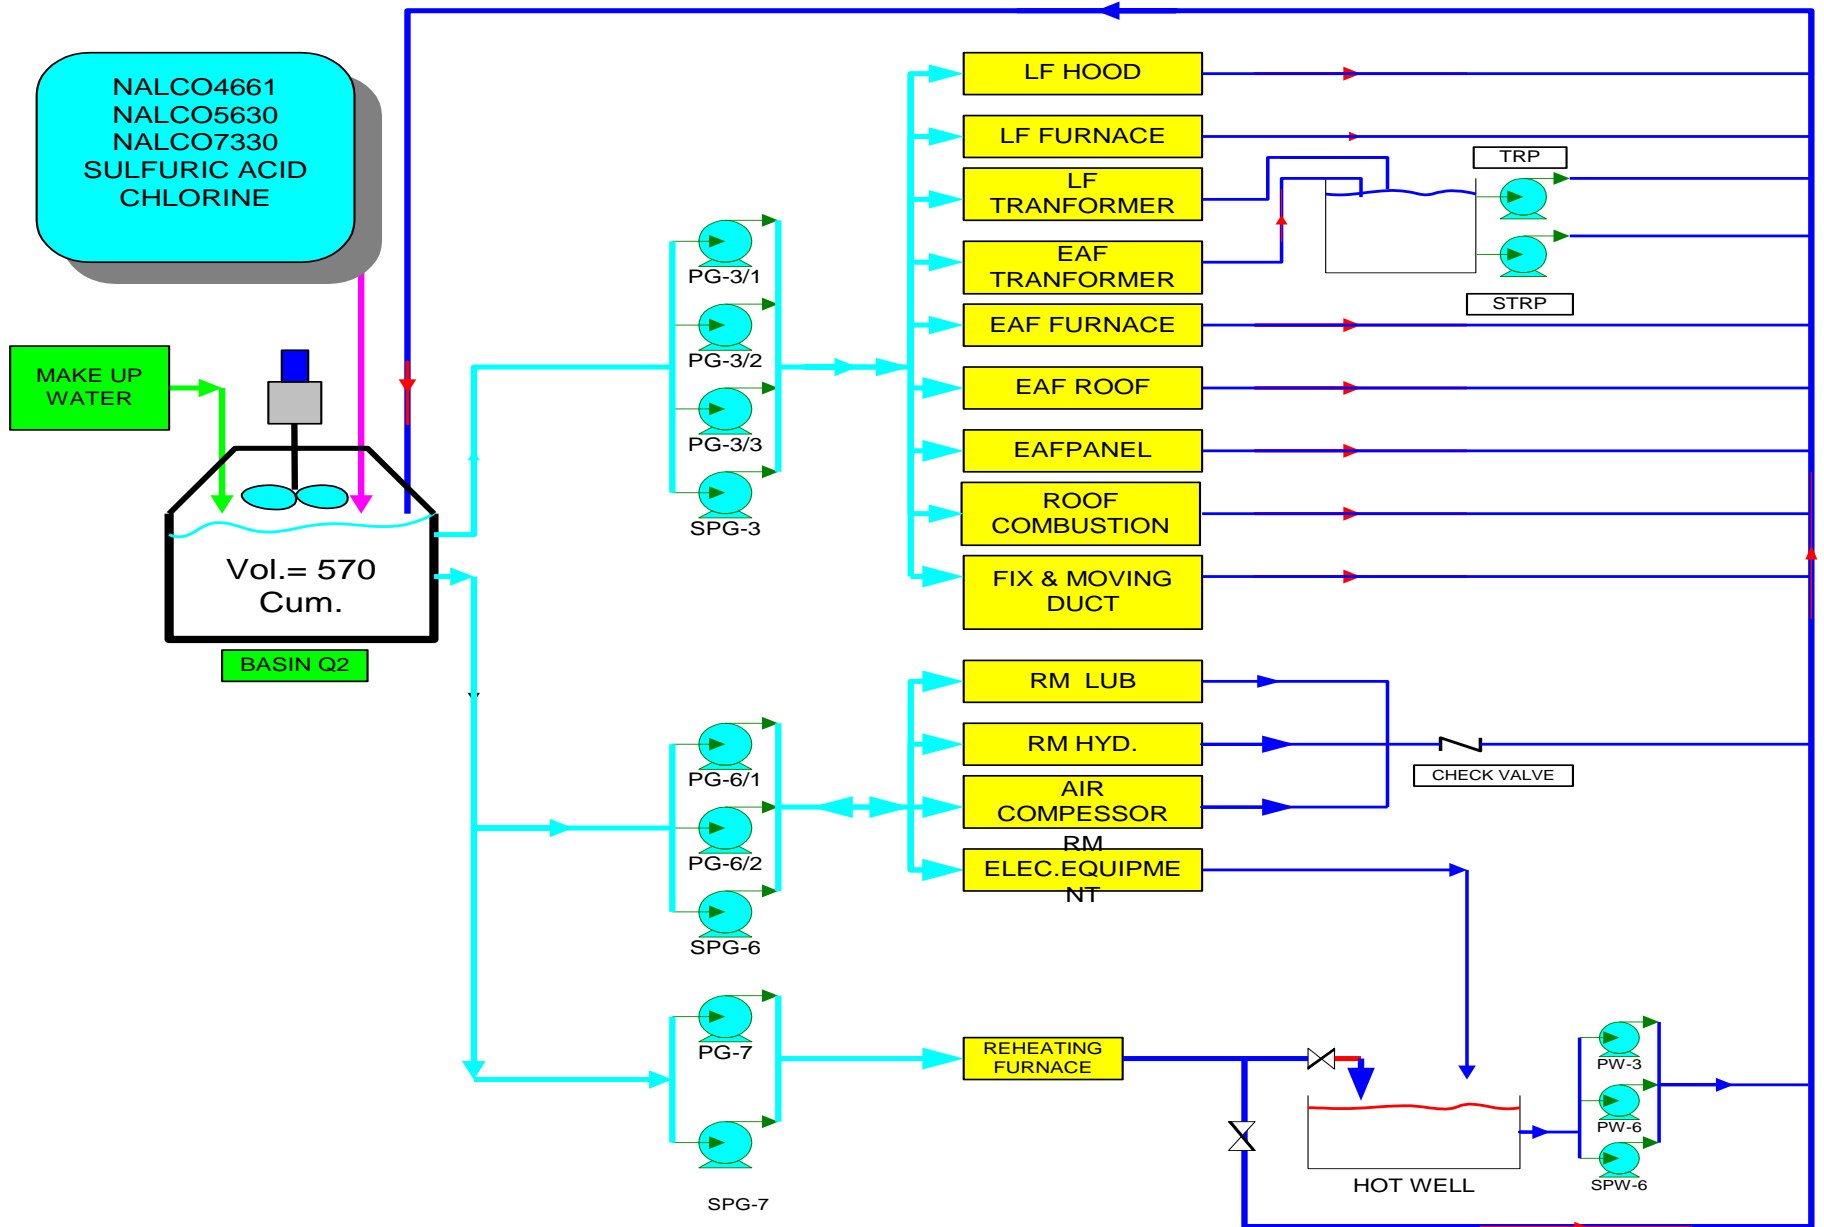 NALCO4661
NALCO5630
NALCO7330
SULFURIC ACID
CHLORINE
MAKE UP
WATER
Vol.= 570
Cum.
BASIN Q2
PG-3/1
PG-3/2
PG-3/3
SPG-3
PG-6/1
PG-6/2
SPG-6
PG-7
SPG-7
LF HOOD
LF FURNACE
LF
TRANFORMER
EAF
TRANFORMER
EAF FURNACE
EAF ROOF
EAFPANEL
ROOF
COMBUSTION
FIX & MOVING
DUCT
RM LUB
RM HYD.
AIR
COMPESSOR
RM
ELEC.EQUIPME
NT
REHEATING
FURNACE
TRP
STRP
CHECK VALVE
HOT WELL
PW-3
PW-6
SPW-6